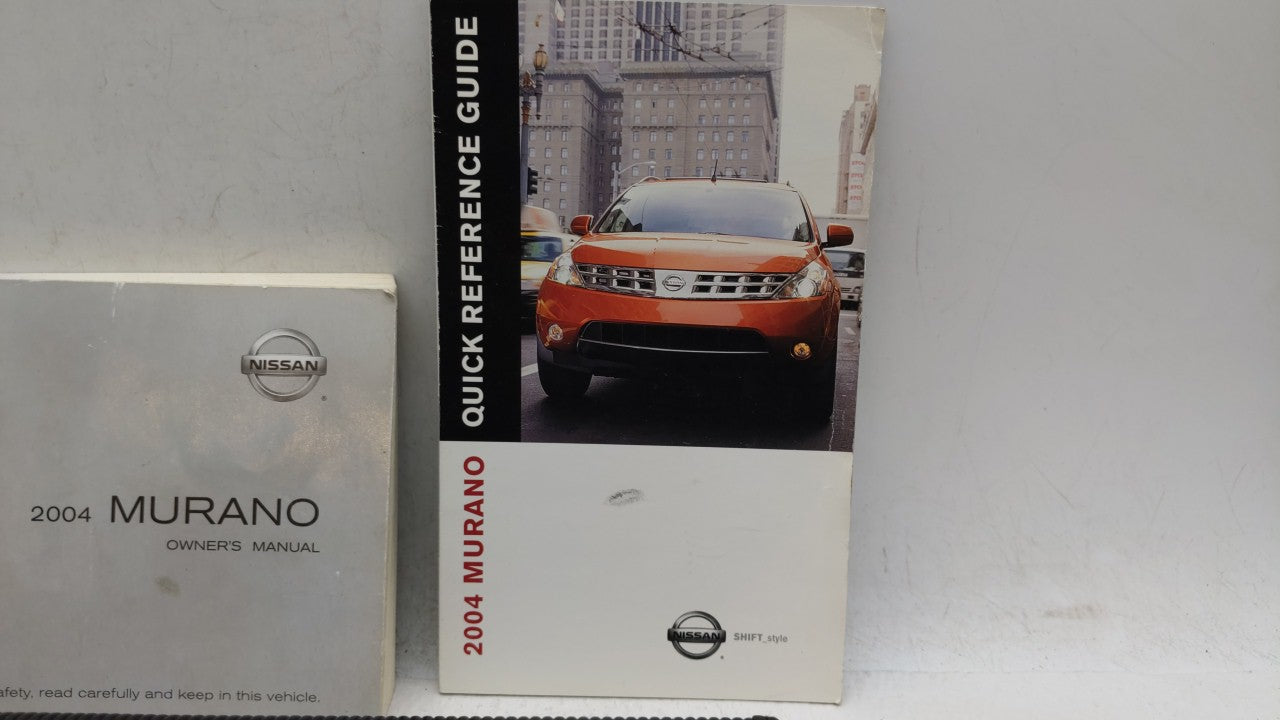 NISSAN
2004 MURANO
OWNER'S MANUAL
afety, read carefully and keep in this vehicle.
2004 MURANO QUICK REFERENCE GUIDE
NISSAN
SHIFT_style